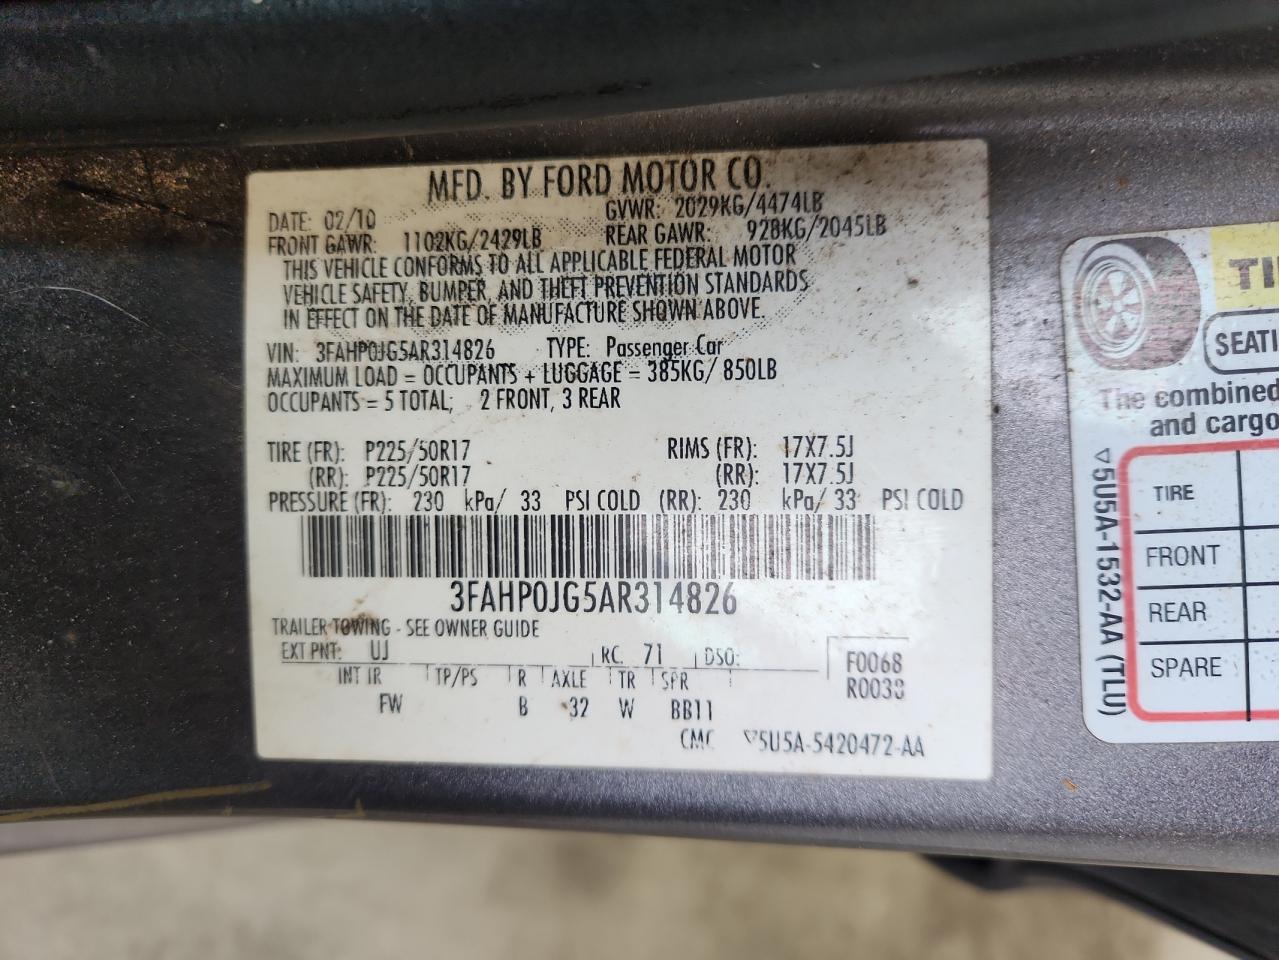 MFD. BY FORD MOTOR CO.
DATE: 02/10 GVWR: 2029KG/4474LB
FRONT GAWR: 1102KG/2429LB REAR GAWR: 928KG/2045LB
THIS VEHICLE CONFORMS TO ALL APPLICABLE FEDERAL MOTOR
VEHICLE SAFETY, BUMPER, AND THEFT PREVENTION STANDARDS
IN EFFECT ON THE DATE OF MANUFACTURE SHOWN ABOVE.
VIN: 3FAHP0JG5AR314826 TYPE: Passenger Car
MAXIMUM LOAD = OCCUPANTS + LUGGAGE = 385KG/ 850LB
OCCUPANTS = 5 TOTAL; 2 FRONT, 3 REAR
TIRE (FR): P225/50R17 RIMS (FR): 17X7.5J
(RR): P225/50R17 (RR): 17X7.5J
PRESSURE (FR): 230 kPa/ 33 PSI COLD (RR): 230 kPa/ 33 PSI COLD
3FAHP0JG5AR314826
TRAILER TOWING - SEE OWNER GUIDE
EXT PNT: UJ RC: 71 DSO: F0068
INT TR TP/PS R AXLE TR SPR R0038
FW B 32 W BB11
CMC ▽5U5A-5420472-AA
TI
SEATI
The combined
and cargo
TIRE
FRONT
REAR
SPARE
▽5U5A-1532-AA (TLU)